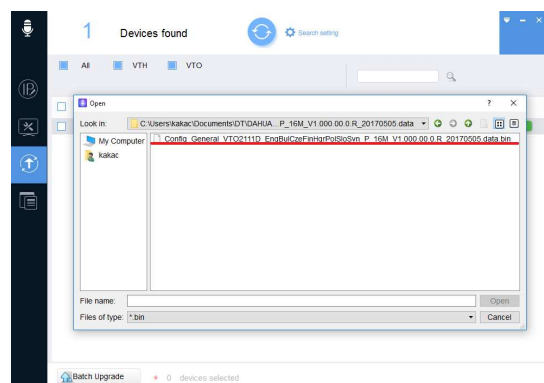 1 Devices found
Search setting
All VTH VTO
IP
Open ? ×
Look in: C:\Users\kakac\Documents\DT\DAHUA...P_16M_V1.000.00.0.R_20170505.data
My Computer
kakac
Config_General_VTO2111D_EngBulCzeFinHgrPolSloSvn_P_16M_V1.000.00.0.R_20170505.data.bin
File name: Open
Files of type: *.bin Cancel
Batch Upgrade
0 devices selected